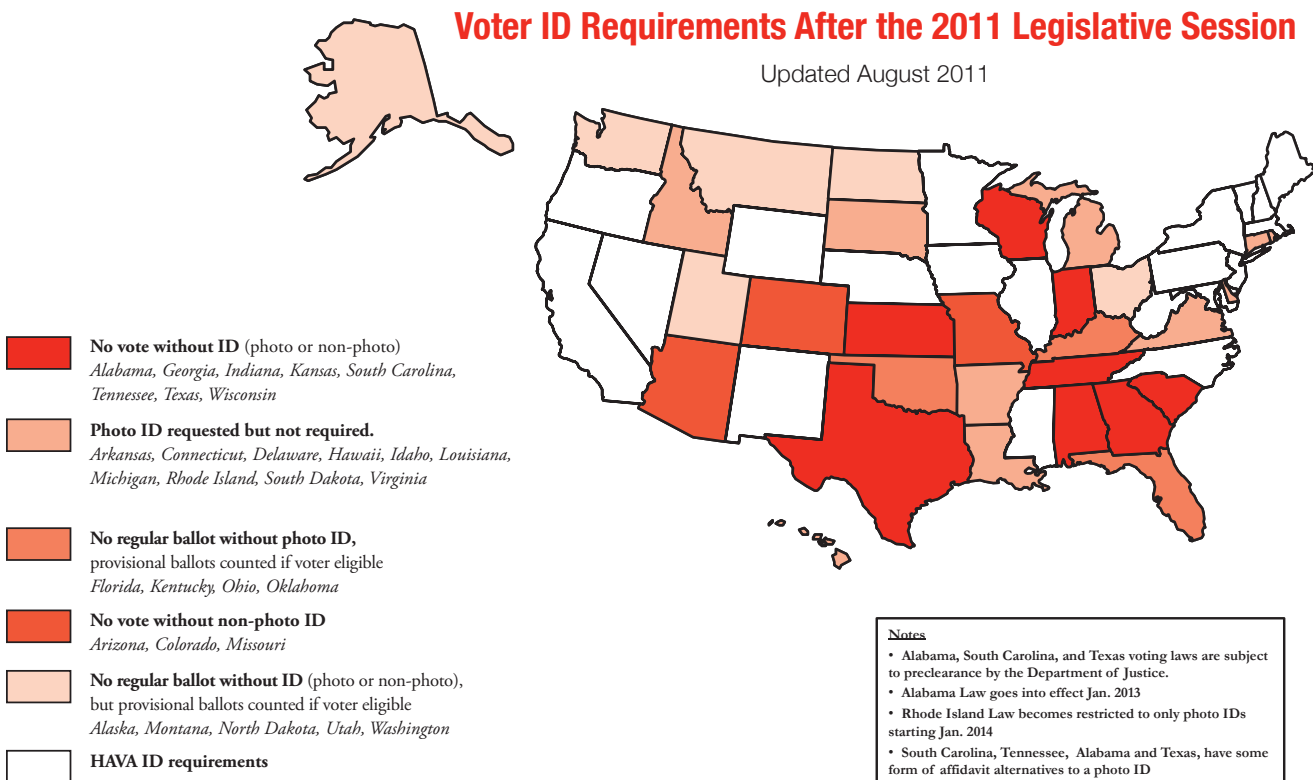 Voter ID Requirements After the 2011 Legislative Session
Updated August 2011
No vote without ID (photo or non-photo)
Alabama, Georgia, Indiana, Kansas, South Carolina,
Tennessee, Texas, Wisconsin
Photo ID requested but not required.
Arkansas, Connecticut, Delaware, Hawaii, Idaho, Louisiana,
Michigan, Rhode Island, South Dakota, Virginia
No regular ballot without photo ID,
provisional ballots counted if voter eligible
Florida, Kentucky, Ohio, Oklahoma
No vote without non-photo ID
Arizona, Colorado, Missouri
No regular ballot without ID (photo or non-photo),
but provisional ballots counted if voter eligible
Alaska, Montana, North Dakota, Utah, Washington
HAVA ID requirements
Notes
• Alabama, South Carolina, and Texas voting laws are subject
to preclearance by the Department of Justice.
• Alabama Law goes into effect Jan. 2013
• Rhode Island Law becomes restricted to only photo IDs
starting Jan. 2014
• South Carolina, Tennessee, Alabama and Texas, have some
form of affidavit alternatives to a photo ID